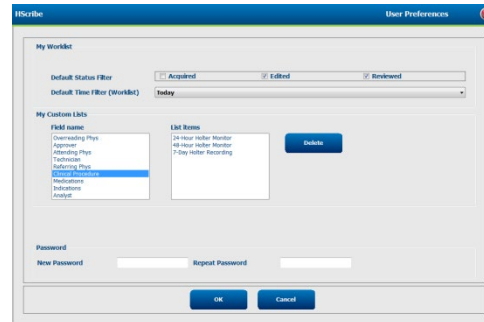 HScribe User Preferences
My Worklist
Default Status Filter Acquired Edited Reviewed
Default Time Filter (Worklist) Today
My Custom Lists
Field name List items
Overreading Phys
Approver
Attending Phys
Technician
Referring Phys
Clinical Procedure
Medications
Indications
Analyst
24-Hour Holter Monitor
48-Hour Holter Monitor
7-Day Holter Recording
Delete
Password
New Password Repeat Password
OK Cancel